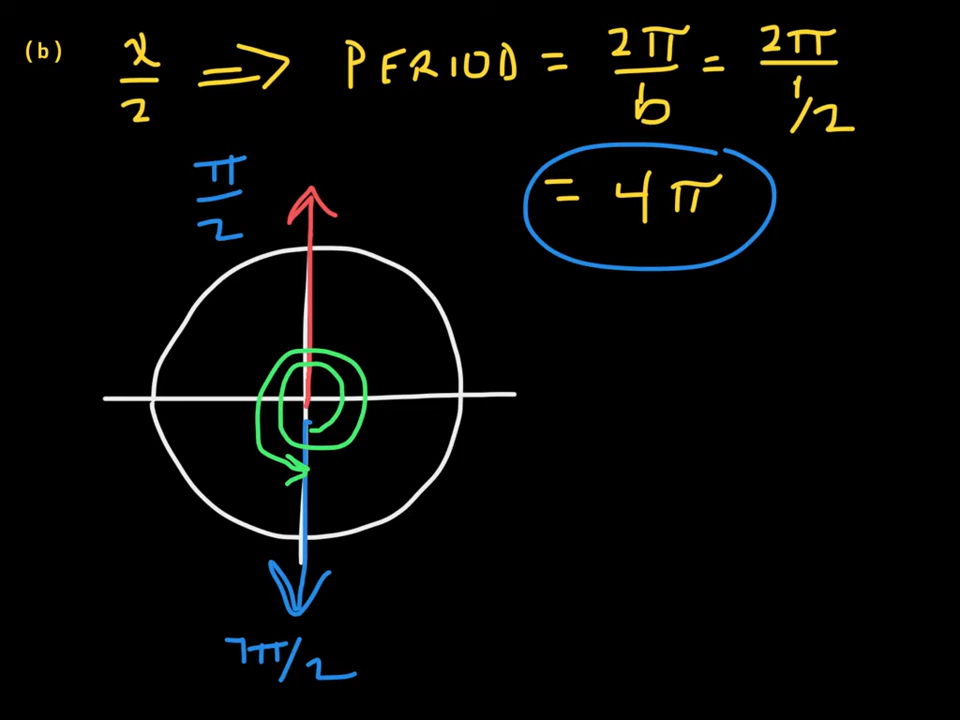 (b) x/2 ⇒ PERIOD = 2π/b = 2π/1/2
= 4π
π/2
7π/2